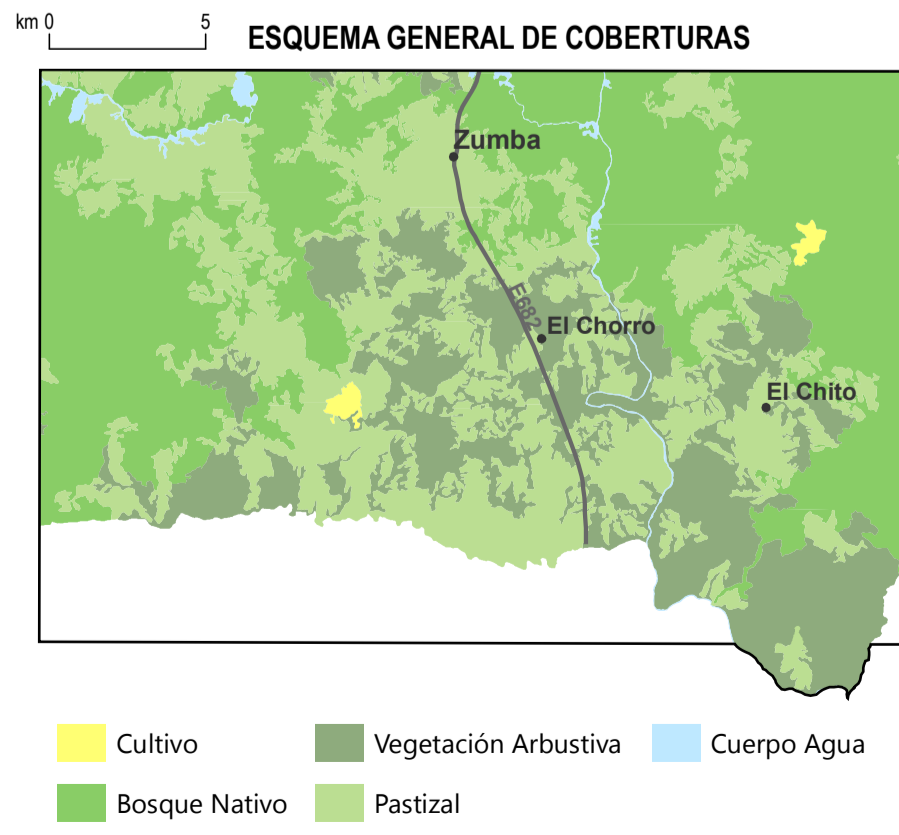 km 0 5
ESQUEMA GENERAL DE COBERTURAS
Zumba
E682
El Chorro
El Chito
Cultivo
Vegetación Arbustiva
Cuerpo Agua
Bosque Nativo
Pastizal